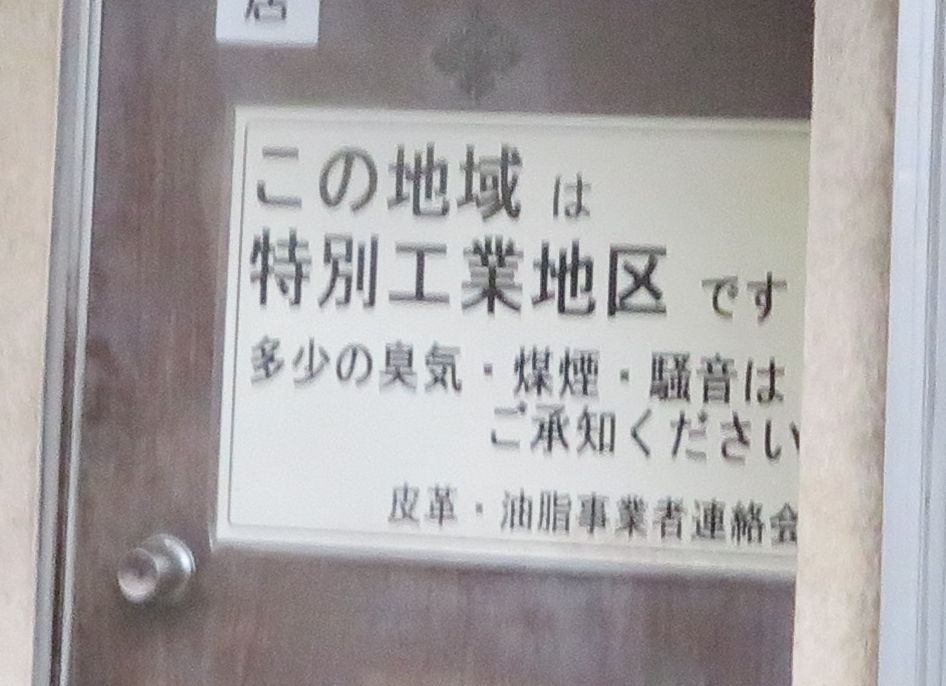 店
この地域は
特別工業地区です
多少の臭気・煤煙・騒音は
ご承知ください
皮革・油脂事業者連絡会